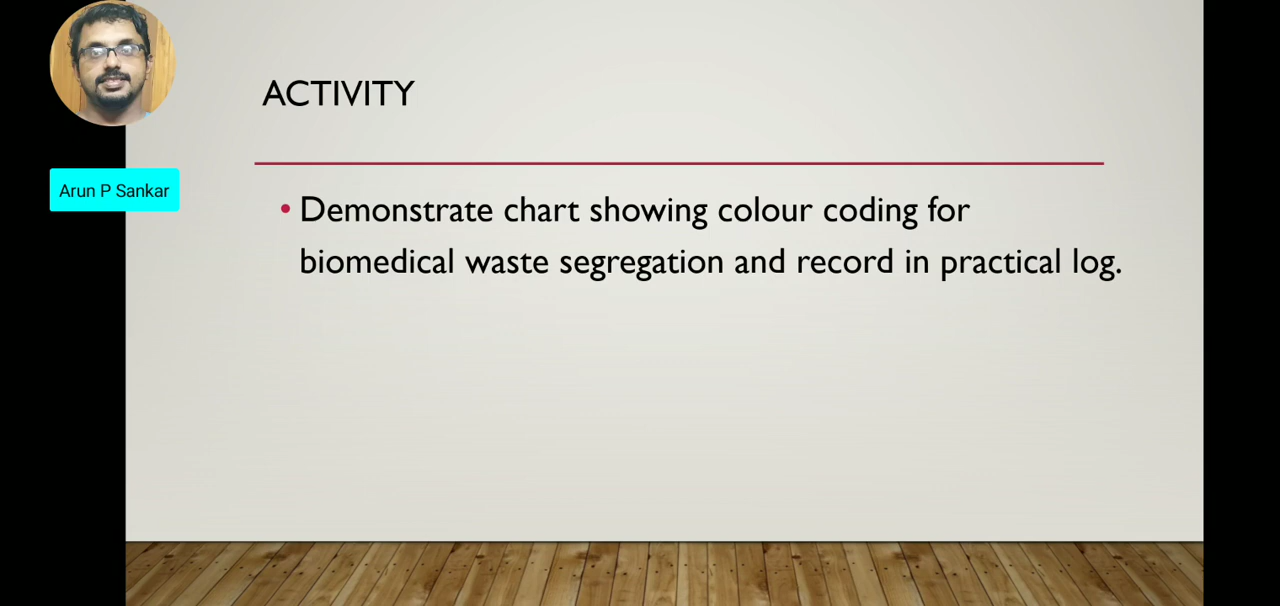 ACTIVITY
Arun P Sankar
• Demonstrate chart showing colour coding for
biomedical waste segregation and record in practical log.